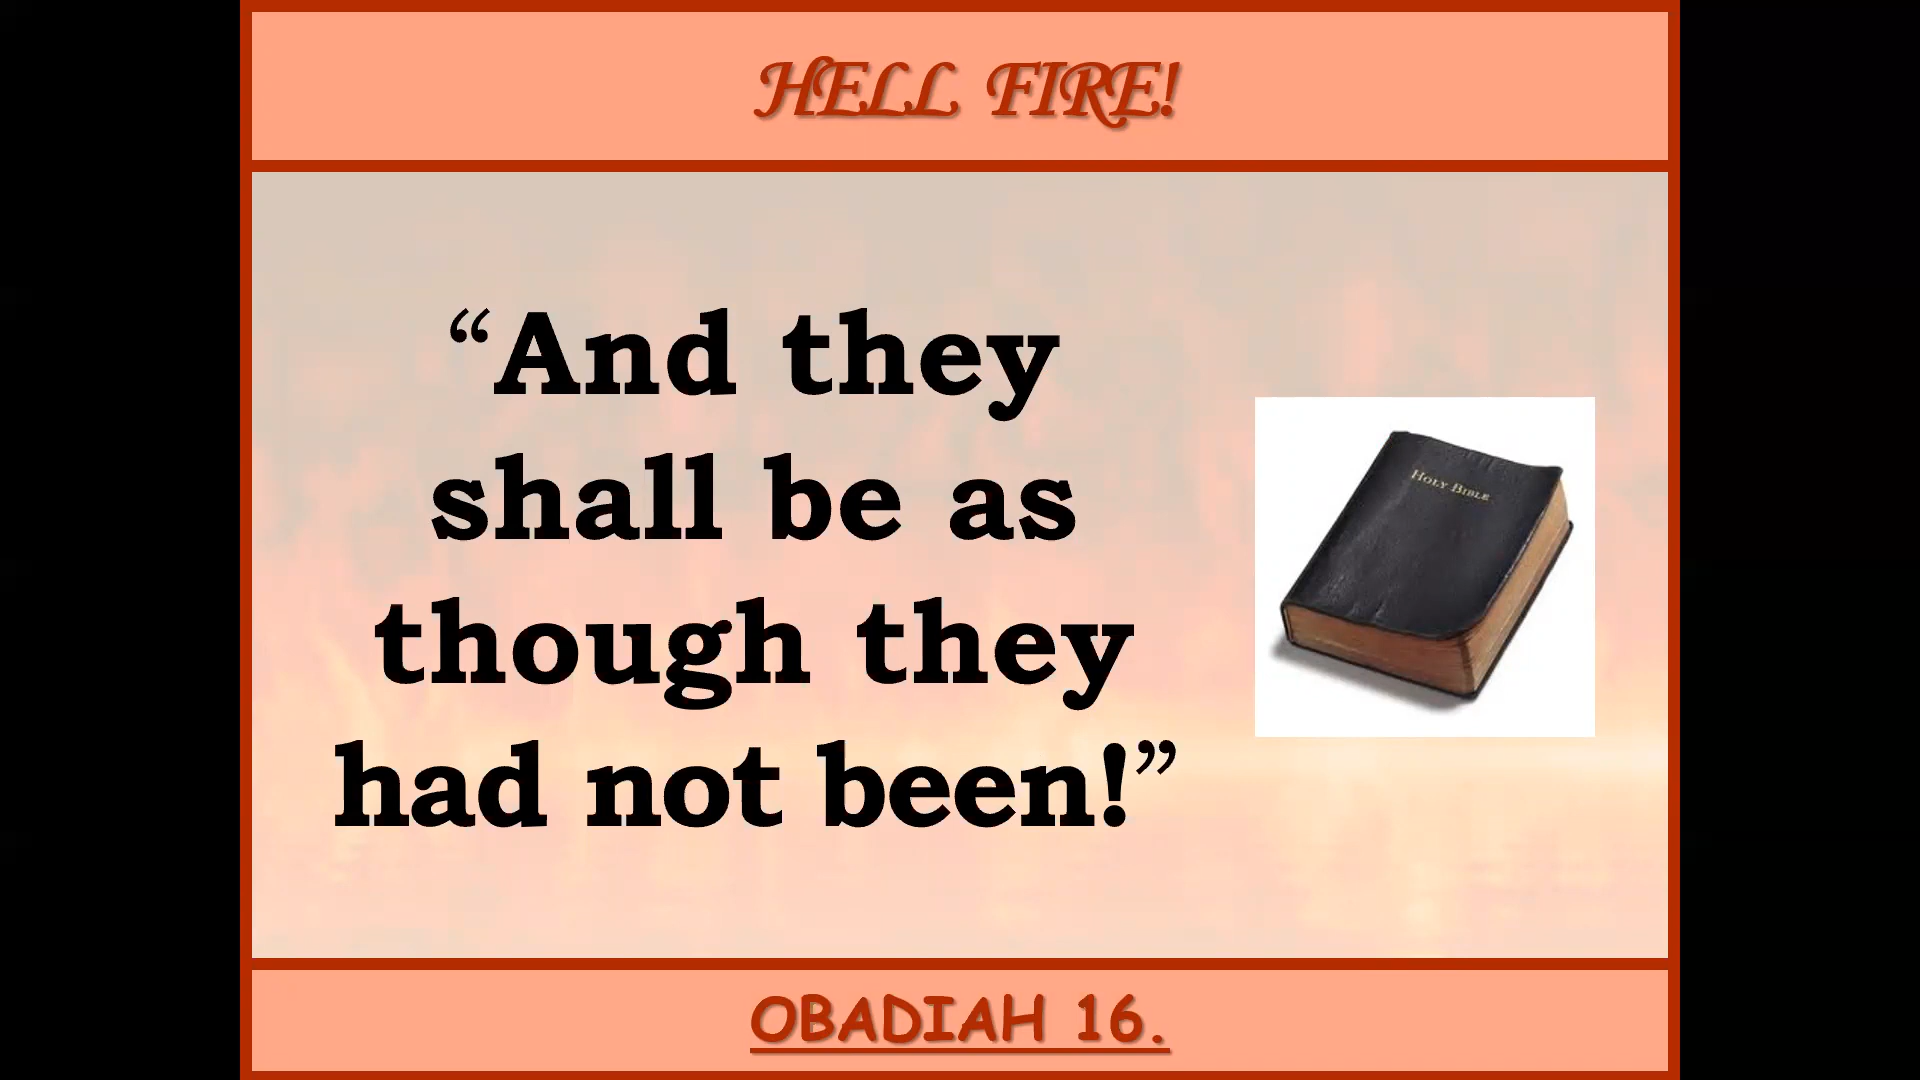 HELL FIRE!
“And they
shall be as
though they
had not been!”
HOLY BIBLE
OBADIAH 16.